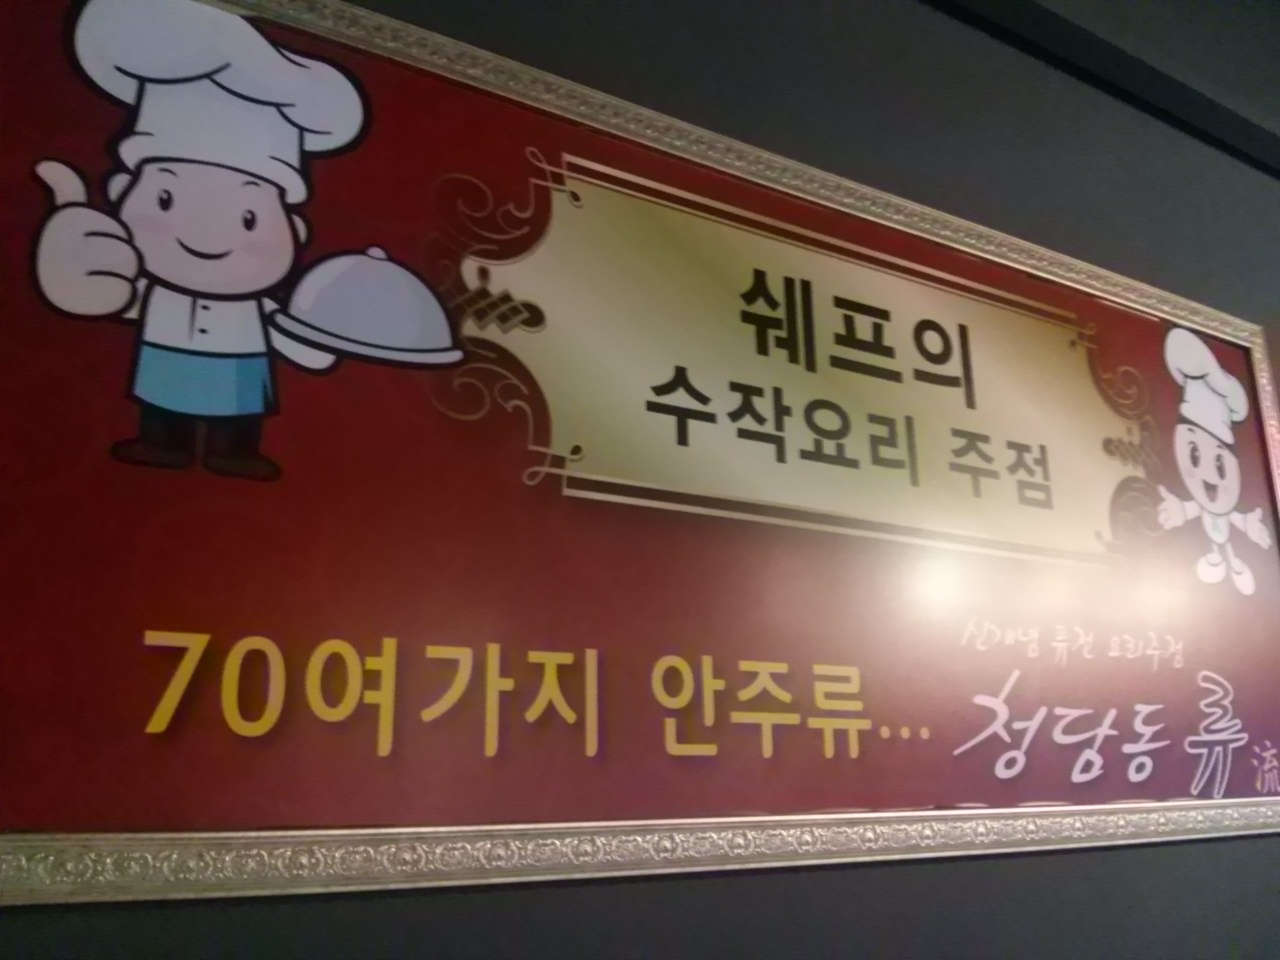 쉐프의
수작요리 주점
70여가지 안주류...
신개념 퓨전 요리주점
청담동 류 流